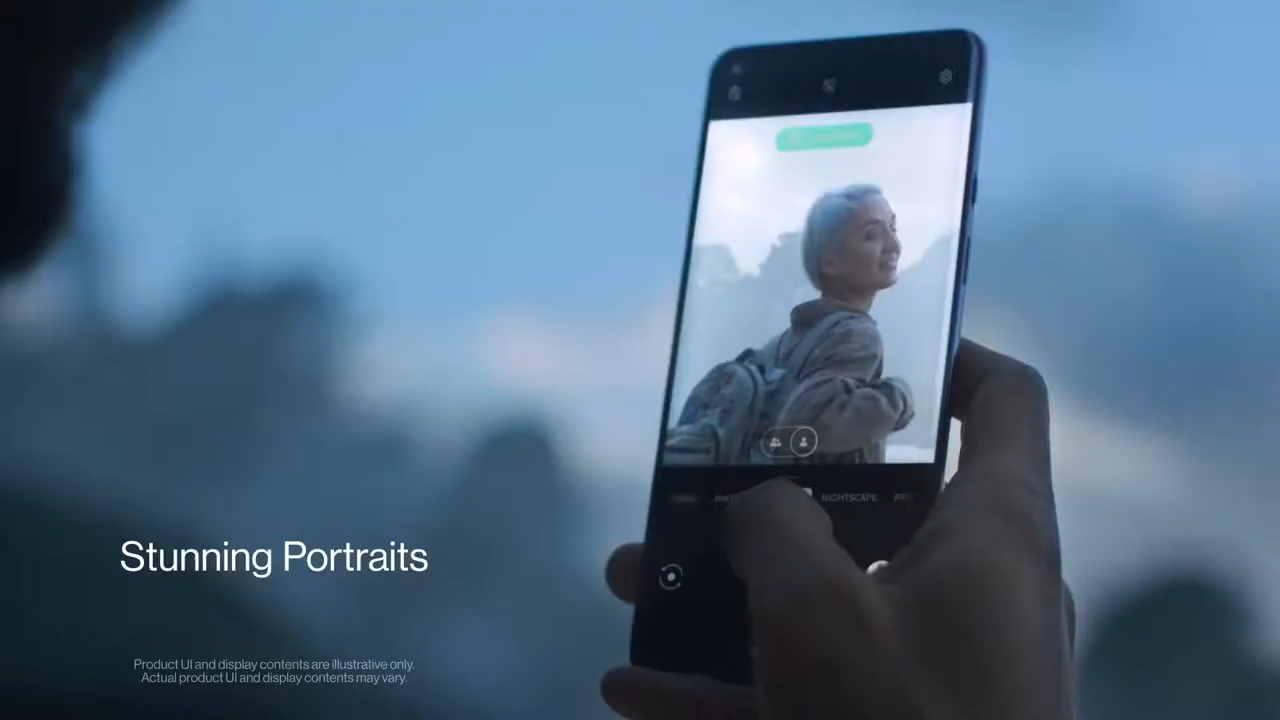 NIGHTSCAPE
Stunning Portraits
Product UI and display contents are illustrative only.
Actual product UI and display contents may vary.